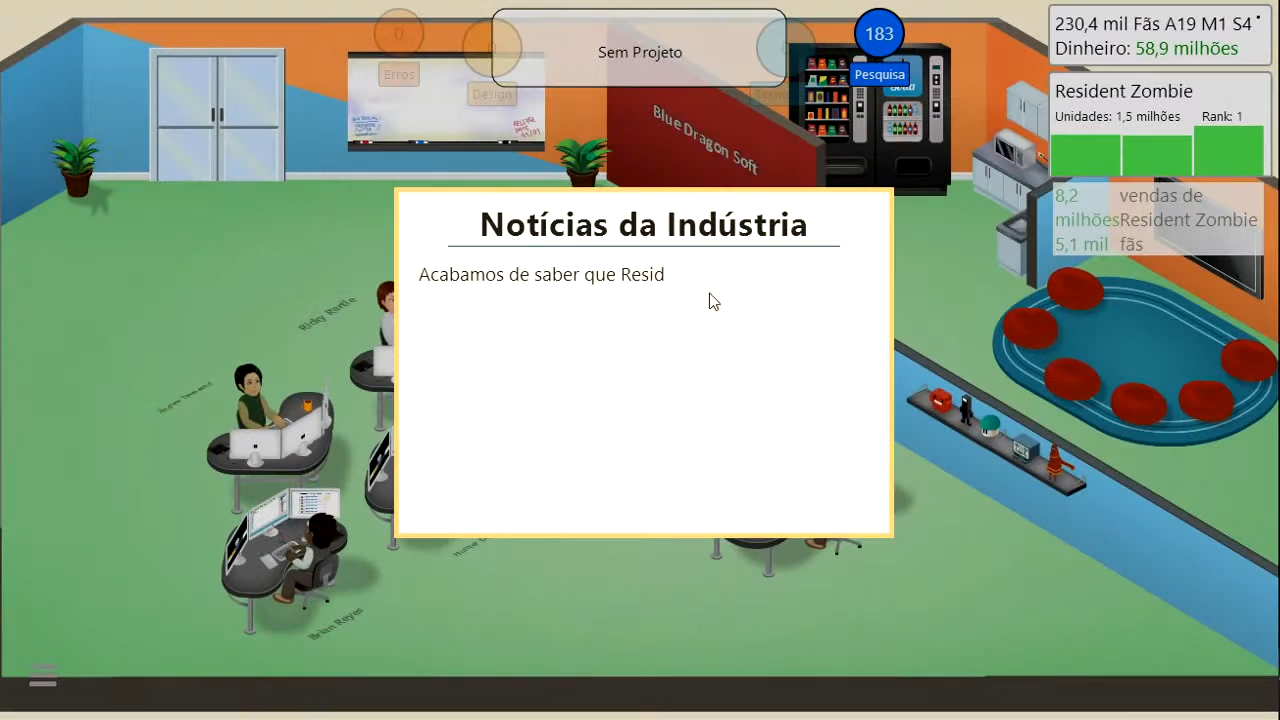 0
Erros
Design
Sem Projeto
183
Pesquisa
230,4 mil Fãs A19 M1 S4
Dinheiro: 58,9 milhões
Resident Zombie
Unidades: 1,5 milhões Rank: 1
8,2 milhões vendas de Resident Zombie
5,1 mil fãs
Blue Dragon Soft
Notícias da Indústria
Acabamos de saber que Resid
Brian Reyes